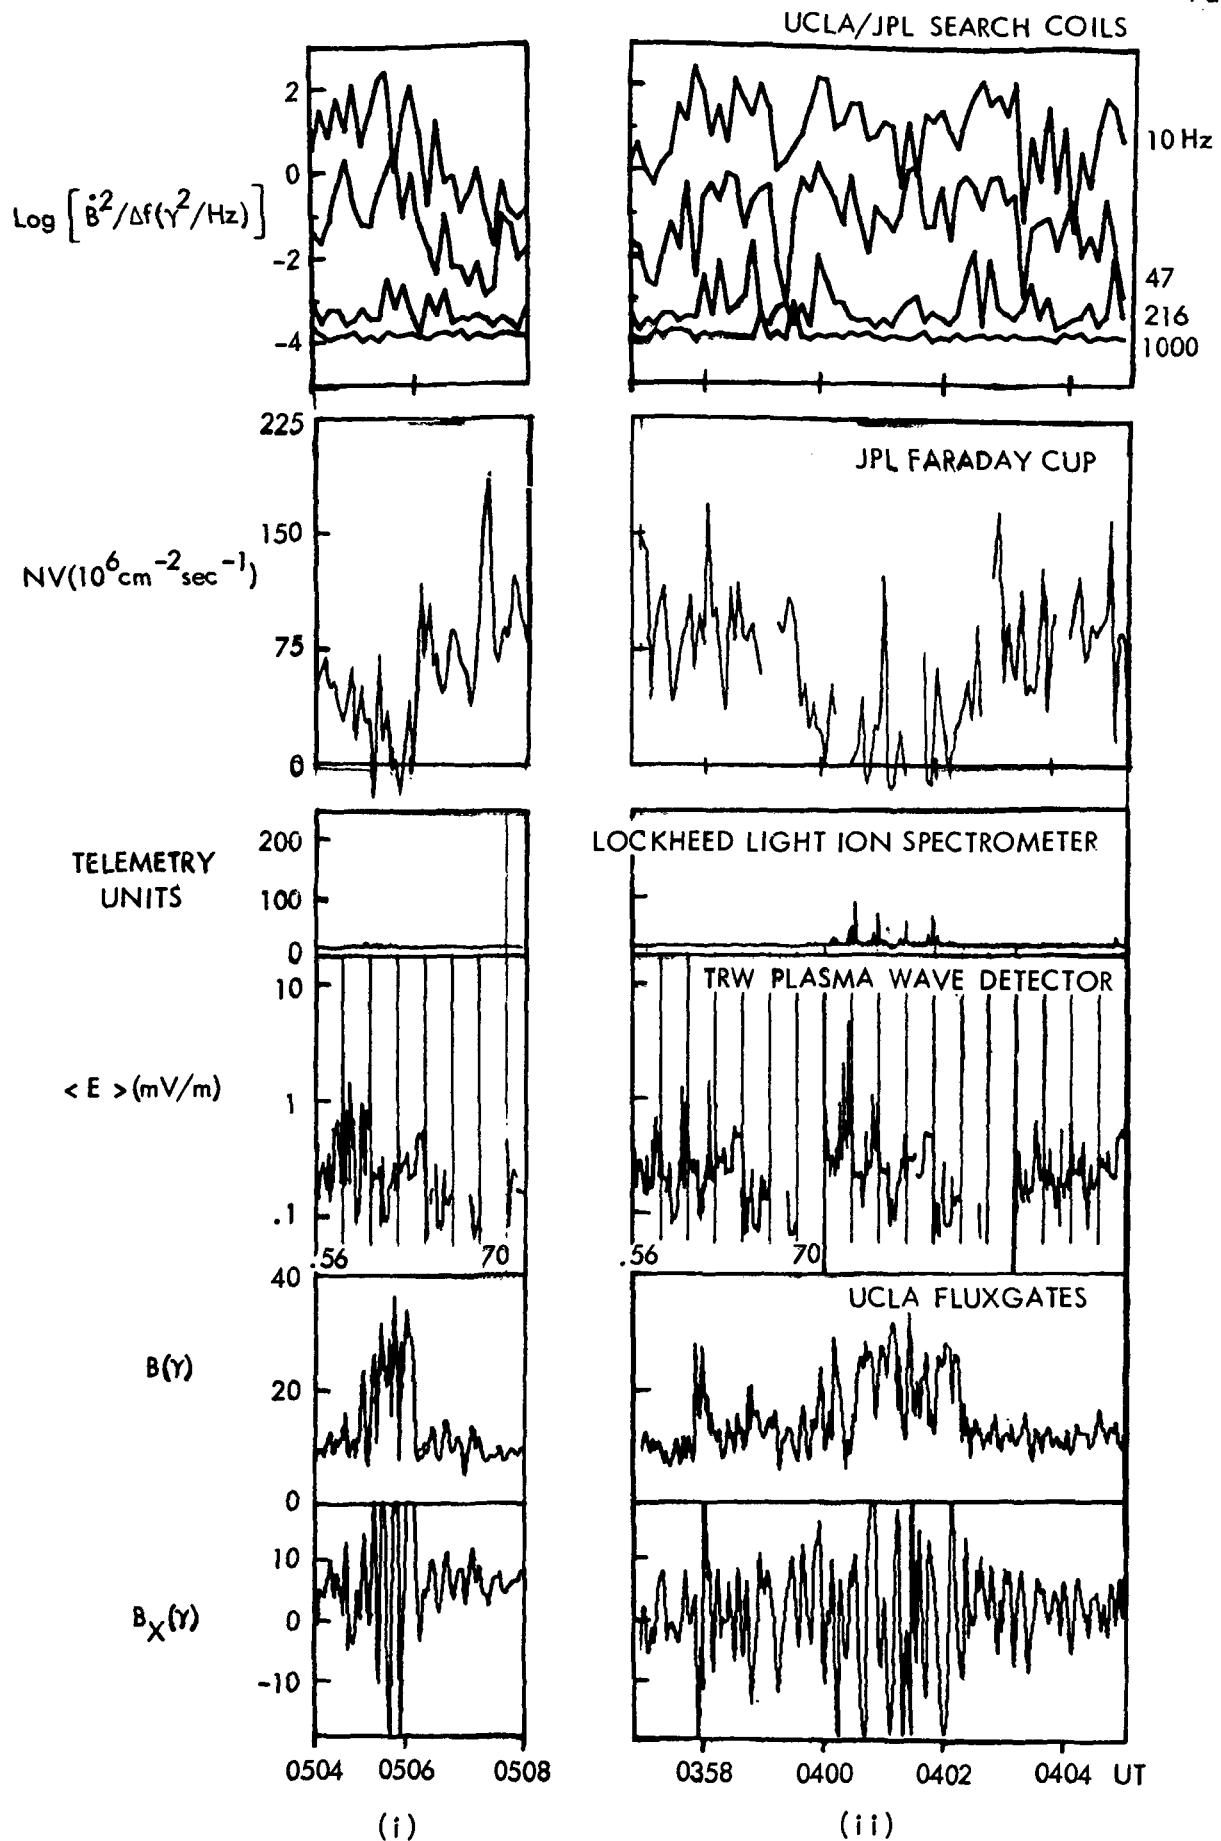 UCLA/JPL SEARCH COILS
2
0
-2
-4
Log [Ḃ²/Δf(γ²/Hz)]
10 Hz
47
216
1000
225
150
75
0
NV(10⁶cm⁻²sec⁻¹)
JPL FARADAY CUP
TELEMETRY
UNITS
200
100
0
LOCKHEED LIGHT ION SPECTROMETER
10
1
.1
< E >(mV/m)
TRW PLASMA WAVE DETECTOR
.56 70
.56 70
40
20
0
B(γ)
UCLA FLUXGATES
10
0
-10
Bₓ(γ)
0504 0506 0508
0358 0400 0402 0404 UT
(i) (ii)